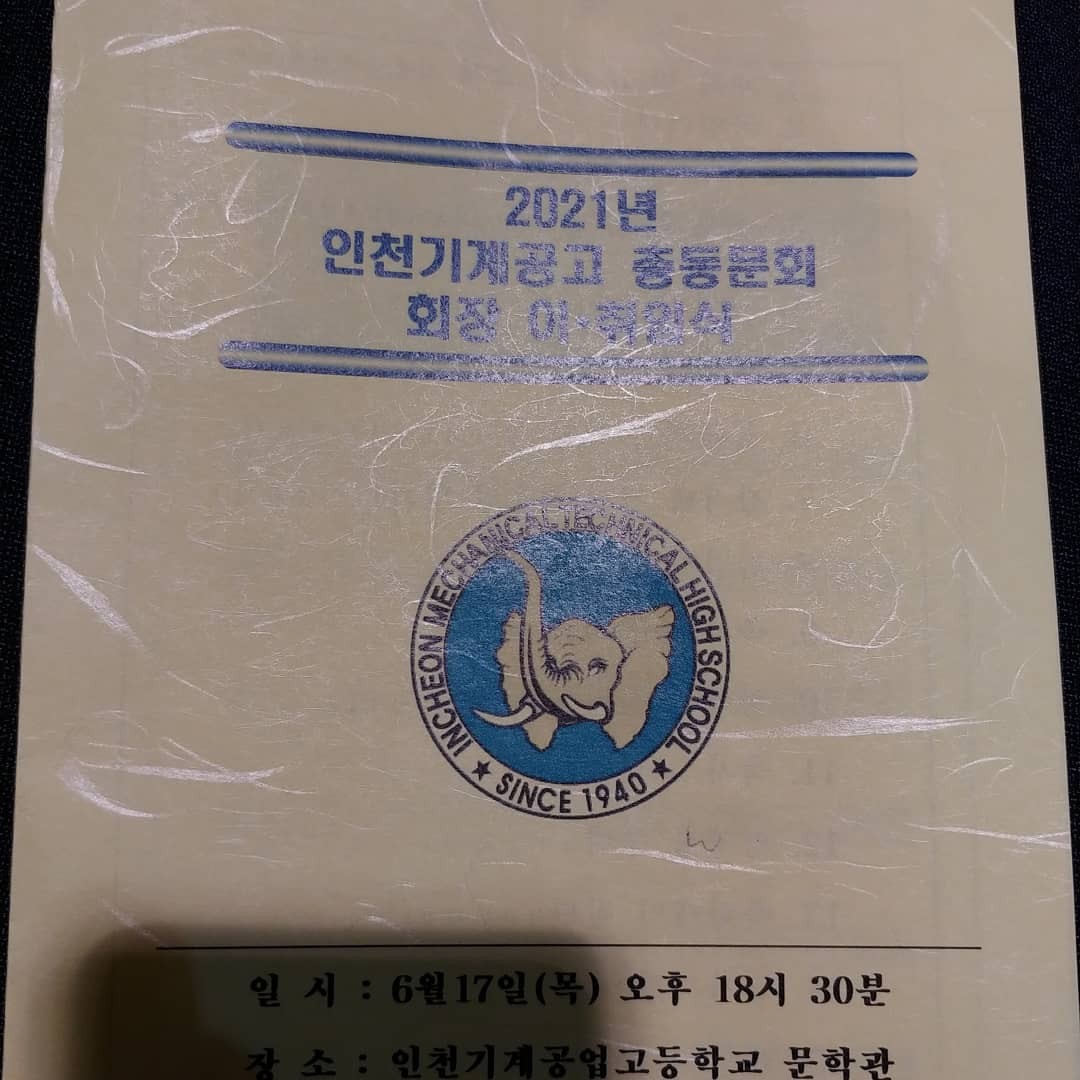 2021년
인천기계공고 총동문회
회장 이·취임식
INCHEON MECHANICAL TECHNICAL HIGH SCHOOL
★ SINCE 1940 ★
일 시 : 6월17일(목) 오후 18시 30분
장 소 : 인천기계공업고등학교 문학관